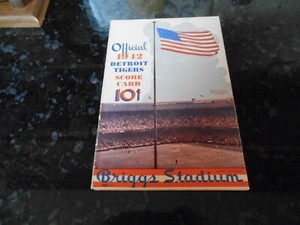 Official
1942
DETROIT
TIGERS
SCORE
CARD
10¢
Briggs Stadium